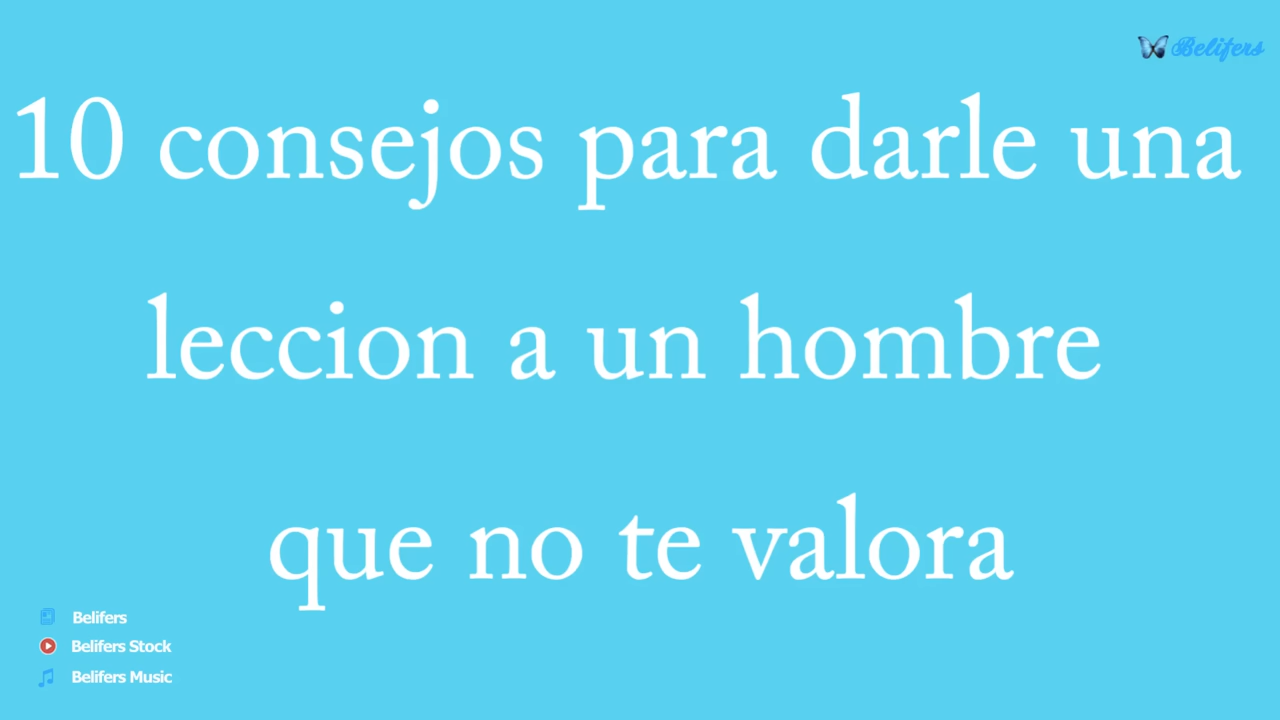 Belifers
10 consejos para darle una
leccion a un hombre
que no te valora
Belifers
Belifers Stock
Belifers Music